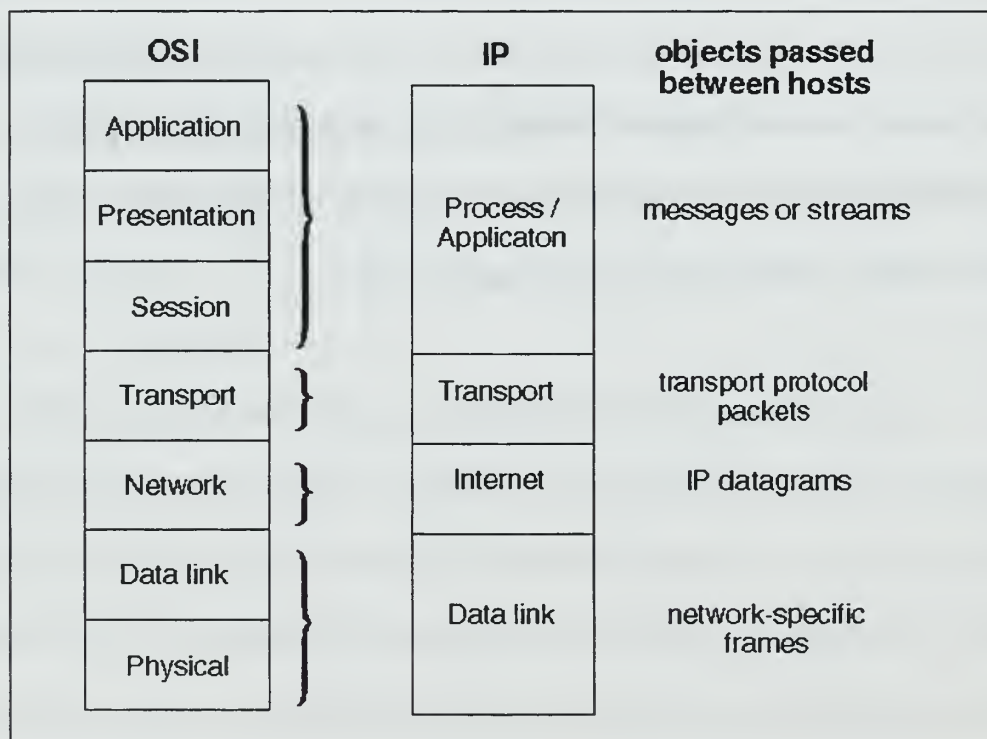 OSI
IP
objects passed
between hosts
Application
Presentation
Session
Transport
Network
Data link
Physical
Process /
Applicaton
Transport
Internet
Data link
messages or streams
transport protocol
packets
IP datagrams
network-specific
frames